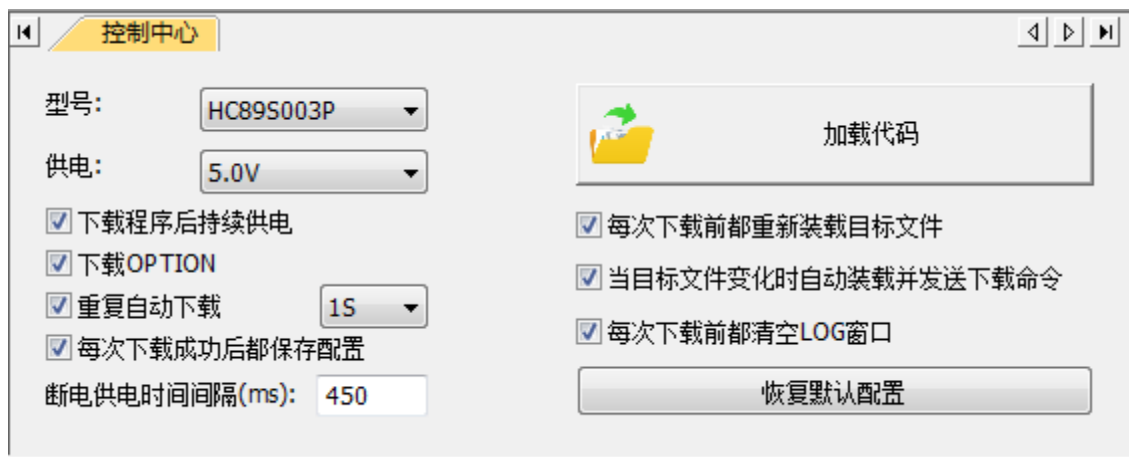 控制中心
型号:
HC89S003P
供电:
5.0V
下载程序后持续供电
下载OPTION
重复自动下载
1S
每次下载成功后都保存配置
断电供电时间间隔(ms):
450
加载代码
每次下载前都重新装载目标文件
当目标文件变化时自动装载并发送下载命令
每次下载前都清空LOG窗口
恢复默认配置